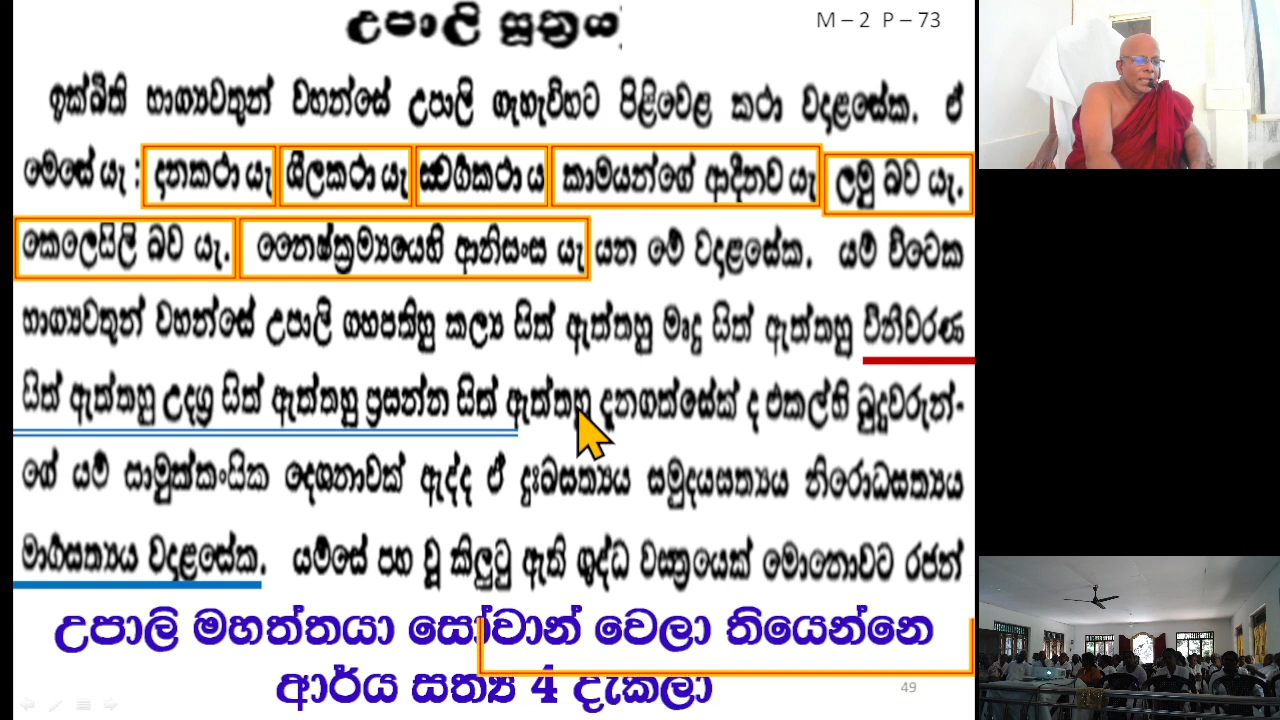 උපාලි සූත්‍රය
M – 2 P – 73
ඉක්බිති භාග්‍යවතුන් වහන්සේ උපාලි ගැහැවිහට පිළිවෙළ කථා වදාළසේක. ඒ
මෙසේ යැ : දානකථා යැ ශීලකථා යැ ස්වර්ගකථා ය කාමයන්ගේ ආදීනව යැ ලාමු බව යැ.
කෙලෙසිලි බව යැ. නෛෂ්ක්‍රම්‍යයෙහි ආනිසංස යැ යන මේ වදාළසේක. යම් විටෙක
භාග්‍යවතුන් වහන්සේ උපාලි ගහපතිහු කල්‍ය සිත් ඇත්තහු මෘදු සිත් ඇත්තහු විනීවරණ
සිත් ඇත්තහු උදග්‍ර සිත් ඇත්තහු ප්‍රසන්න සිත් ඇත්තහු දැනගත්සේක් ද එකල්හි බුදුවරුන්-
ගේ යම් සාමුක්කංසික දෙශනාවක් ඇද්ද ඒ දුඃඛසත්‍යය සමුදයසත්‍යය නිරොධසත්‍යය
මාර්ගසත්‍යය වදාළසේක. යම්සේ පහ වූ කිලුටු ඇති ශුද්ධ වස්ත්‍රයෙක් මොනොවට රජන්
උපාලි මහත්තයා සෝවාන් වෙලා තියෙන්නෙ
ආර්ය සත්‍ය 4 දැකලා
49